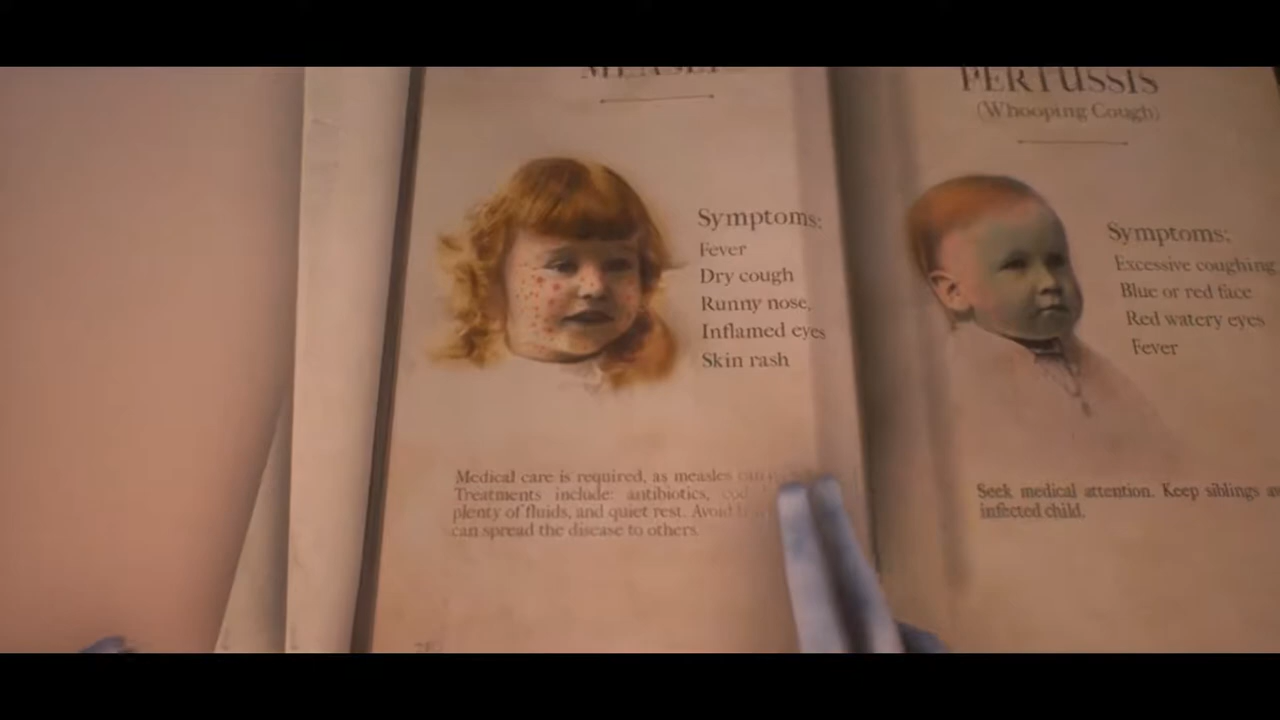 MEASL
Symptoms:
Fever
Dry cough
Runny nose,
Inflamed eyes
Skin rash
Medical care is required, as measles
Treatments include: antibiotics,
plenty of fluids, and quiet rest. Avoid
can spread the disease to others.
PERTUSSIS
(Whooping Cough)
Symptoms:
Excessive coughing
Blue or red face
Red watery eyes
Fever
Seek medical attention. Keep siblings
infected child.